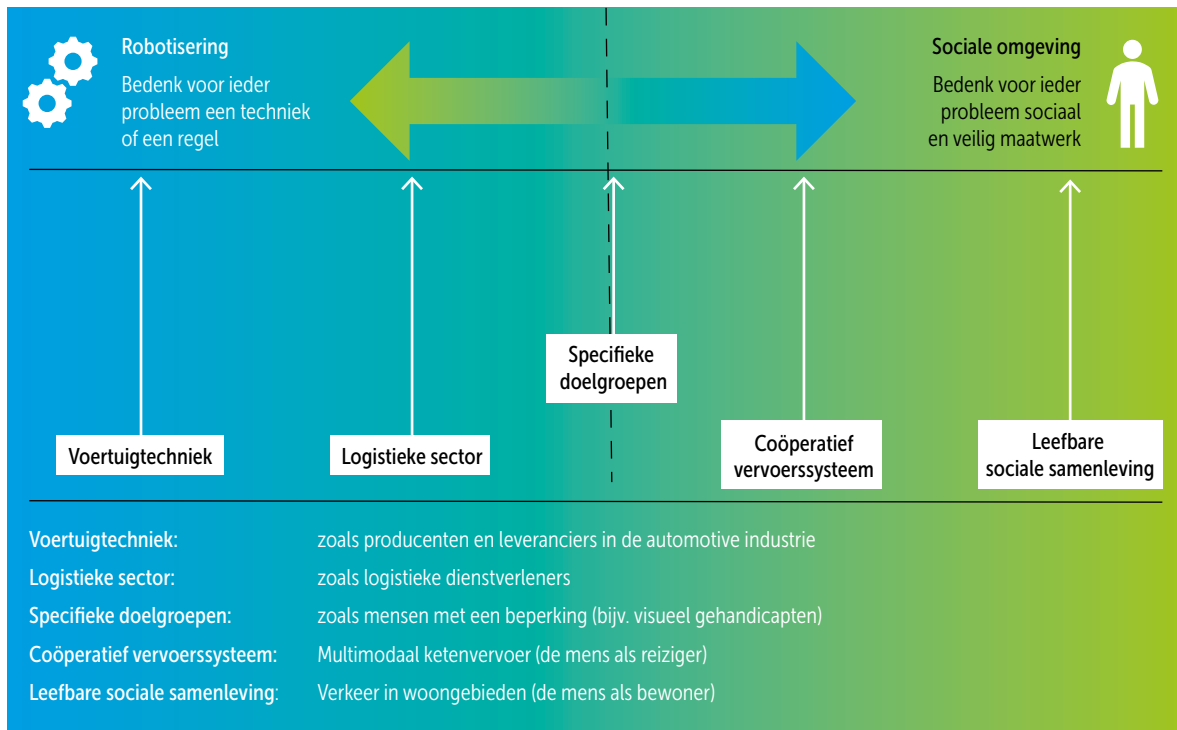 Robotisering
Bedenk voor ieder
probleem een techniek
of een regel
Sociale omgeving
Bedenk voor ieder
probleem sociaal
en veilig maatwerk
Voertuigtechniek
Logistieke sector
Specifieke
doelgroepen
Coöperatief
vervoerssysteem
Leefbare
sociale samenleving
Voertuigtechniek: zoals producenten en leveranciers in de automotive industrie
Logistieke sector: zoals logistieke dienstverleners
Specifieke doelgroepen: zoals mensen met een beperking (bijv. visueel gehandicapten)
Coöperatief vervoerssysteem: Multimodaal ketenvervoer (de mens als reiziger)
Leefbare sociale samenleving: Verkeer in woongebieden (de mens als bewoner)